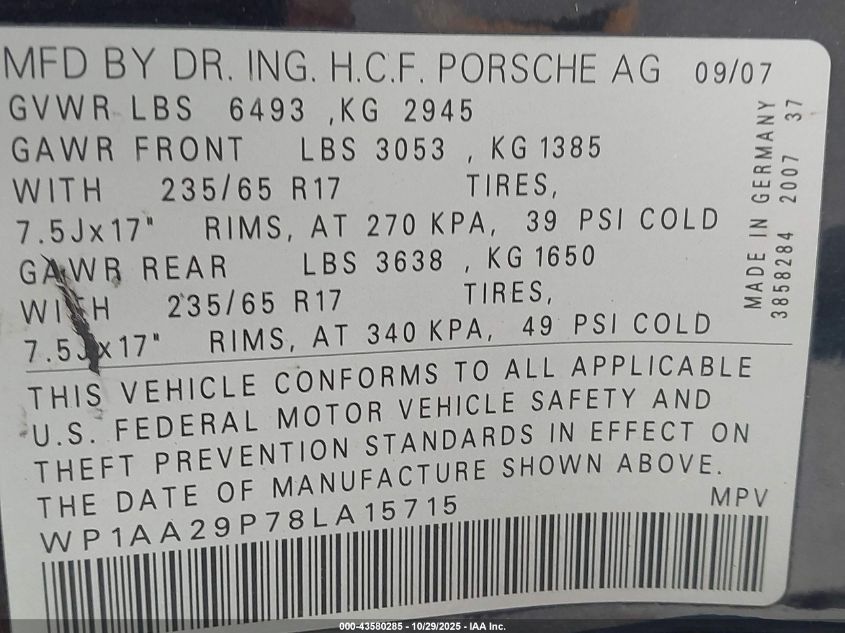 MFD BY DR. ING. H.C.F. PORSCHE AG 09/07
GVWR LBS 6493 ,KG 2945
GAWR FRONT LBS 3053 , KG 1385
WITH 235/65 R17 TIRES,
7.5Jx17" RIMS, AT 270 KPA, 39 PSI COLD
GAWR REAR LBS 3638 , KG 1650
WITH 235/65 R17 TIRES,
7.5Jx17" RIMS, AT 340 KPA, 49 PSI COLD
MADE IN GERMANY
3858284 2007 37
THIS VEHICLE CONFORMS TO ALL APPLICABLE
U.S. FEDERAL MOTOR VEHICLE SAFETY AND
THEFT PREVENTION STANDARDS IN EFFECT ON
THE DATE OF MANUFACTURE SHOWN ABOVE.
WP1AA29P78LA15715 MPV
000-43580285 - 10/29/2025 - IAA Inc.